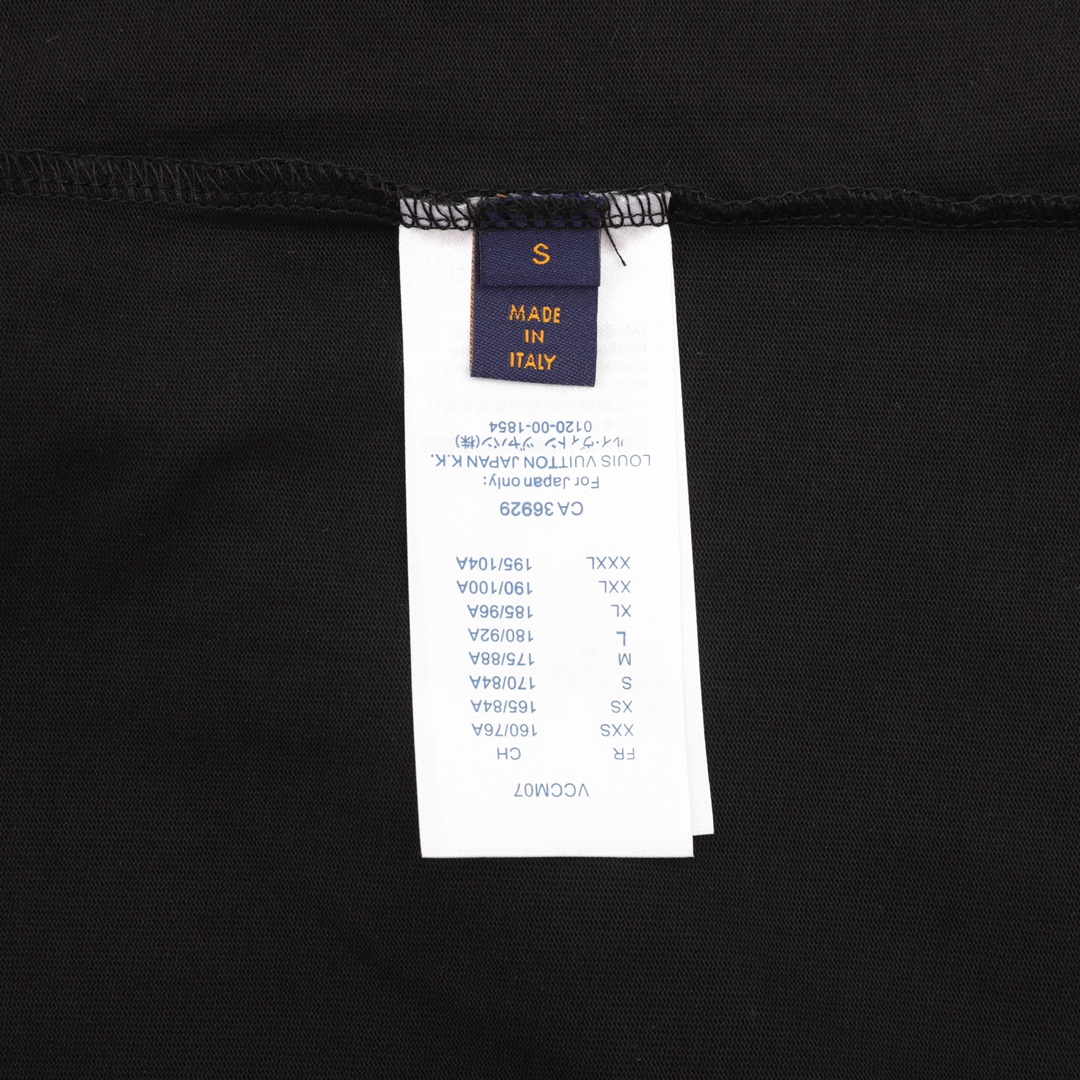 S
MADE
IN
ITALY
VCCM07
FR CH
XXS 160/76A
XS 165/84A
S 170/84A
M 175/88A
L 180/92A
XL 185/96A
XXL 190/100A
XXXL 195/104A
CA 36929
For Japan only:
LOUIS VUITTON JAPAN K.K.
ルイ・ヴィトン ジャパン(株)
0120-00-1854